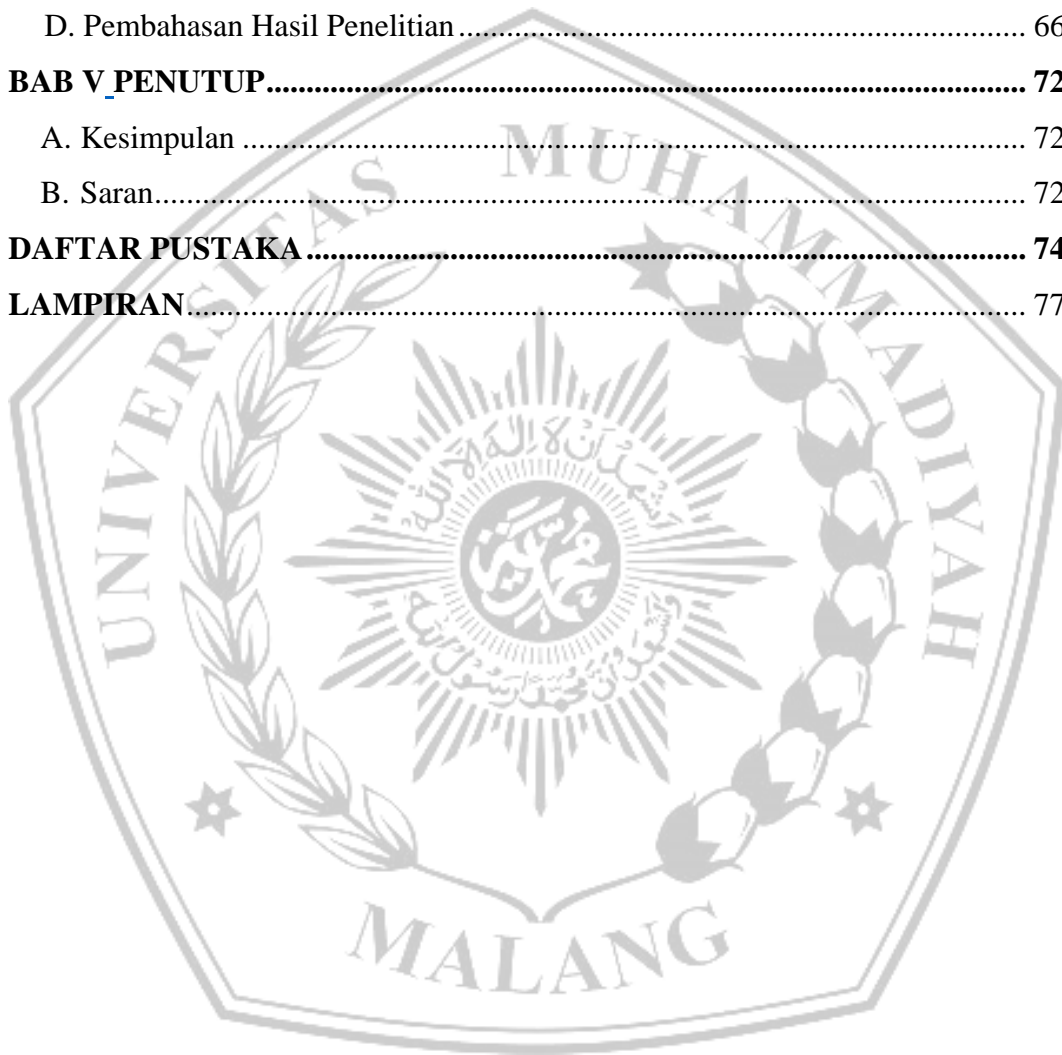 D. Pembahasan Hasil Penelitian ........................................................................ 66
BAB V PENUTUP ................................................................................................ 72
A. Kesimpulan .................................................................................................... 72
B. Saran ............................................................................................................... 72
DAFTAR PUSTAKA ........................................................................................... 74
LAMPIRAN .......................................................................................................... 77
UNIVERSITAS MUHAMMADIYAH
MALANG